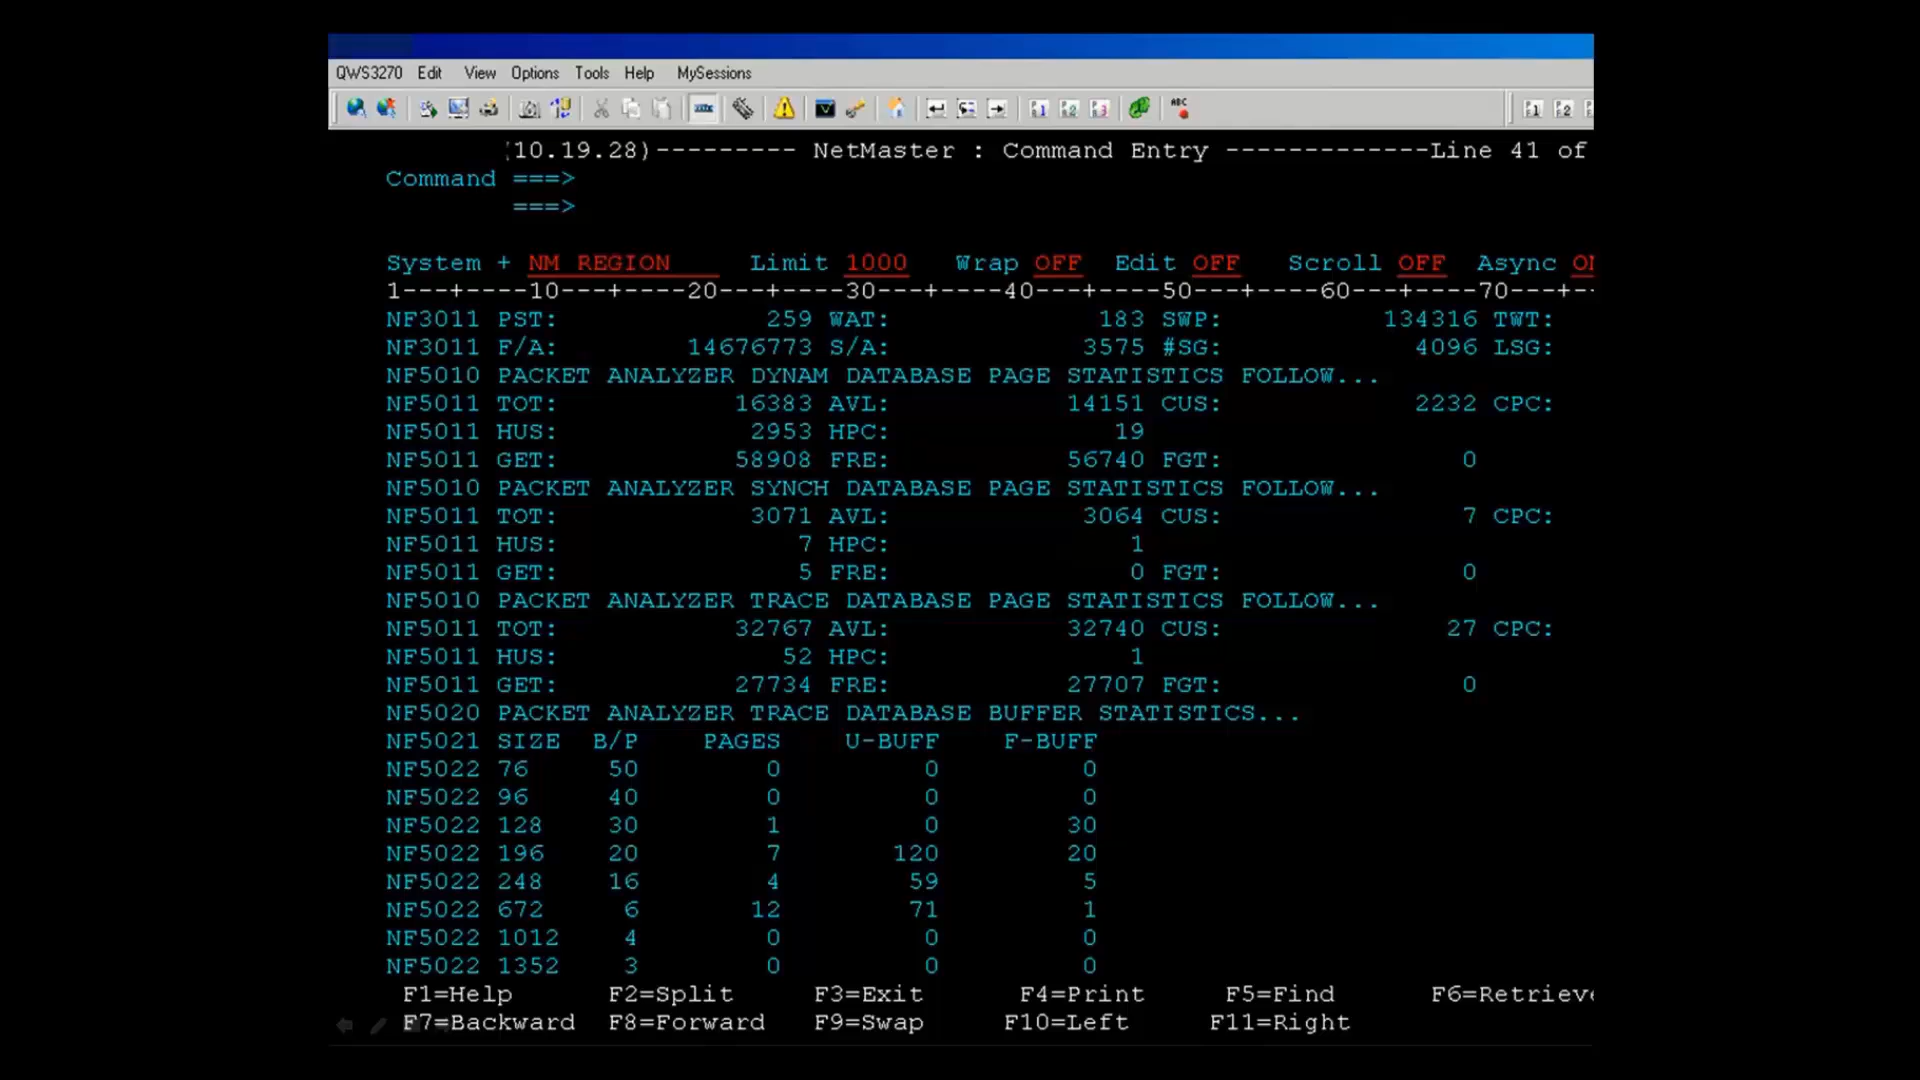 QWS3270 Edit View Options Tools Help MySessions
(10.19.28)--------- NetMaster : Command Entry -------------Line 41 of
Command ===>
===>
System + NM REGION Limit 1000 Wrap OFF Edit OFF Scroll OFF Async
1---+----10---+----20---+----30---+----40---+----50---+----60---+----70---+--
NF3011 PST: 259 WAT: 183 SWP: 134316 TWT:
NF3011 F/A: 14676773 S/A: 3575 #SG: 4096 LSG:
NF5010 PACKET ANALYZER DYNAM DATABASE PAGE STATISTICS FOLLOW...
NF5011 TOT: 16383 AVL: 14151 CUS: 2232 CPC:
NF5011 HUS: 2953 HPC: 19
NF5011 GET: 58908 FRE: 56740 FGT: 0
NF5010 PACKET ANALYZER SYNCH DATABASE PAGE STATISTICS FOLLOW...
NF5011 TOT: 3071 AVL: 3064 CUS: 7 CPC:
NF5011 HUS: 7 HPC: 1
NF5011 GET: 5 FRE: 0 FGT: 0
NF5010 PACKET ANALYZER TRACE DATABASE PAGE STATISTICS FOLLOW...
NF5011 TOT: 32767 AVL: 32740 CUS: 27 CPC:
NF5011 HUS: 52 HPC: 1
NF5011 GET: 27734 FRE: 27707 FGT: 0
NF5020 PACKET ANALYZER TRACE DATABASE BUFFER STATISTICS...
NF5021 SIZE B/P PAGES U-BUFF F-BUFF
NF5022 76 50 0 0 0
NF5022 96 40 0 0 0
NF5022 128 30 1 0 30
NF5022 196 20 7 120 20
NF5022 248 16 4 59 5
NF5022 672 6 12 71 1
NF5022 1012 4 0 0 0
NF5022 1352 3 0 0 0
F1=Help F2=Split F3=Exit F4=Print F5=Find F6=Retrieve
F7=Backward F8=Forward F9=Swap F10=Left F11=Right